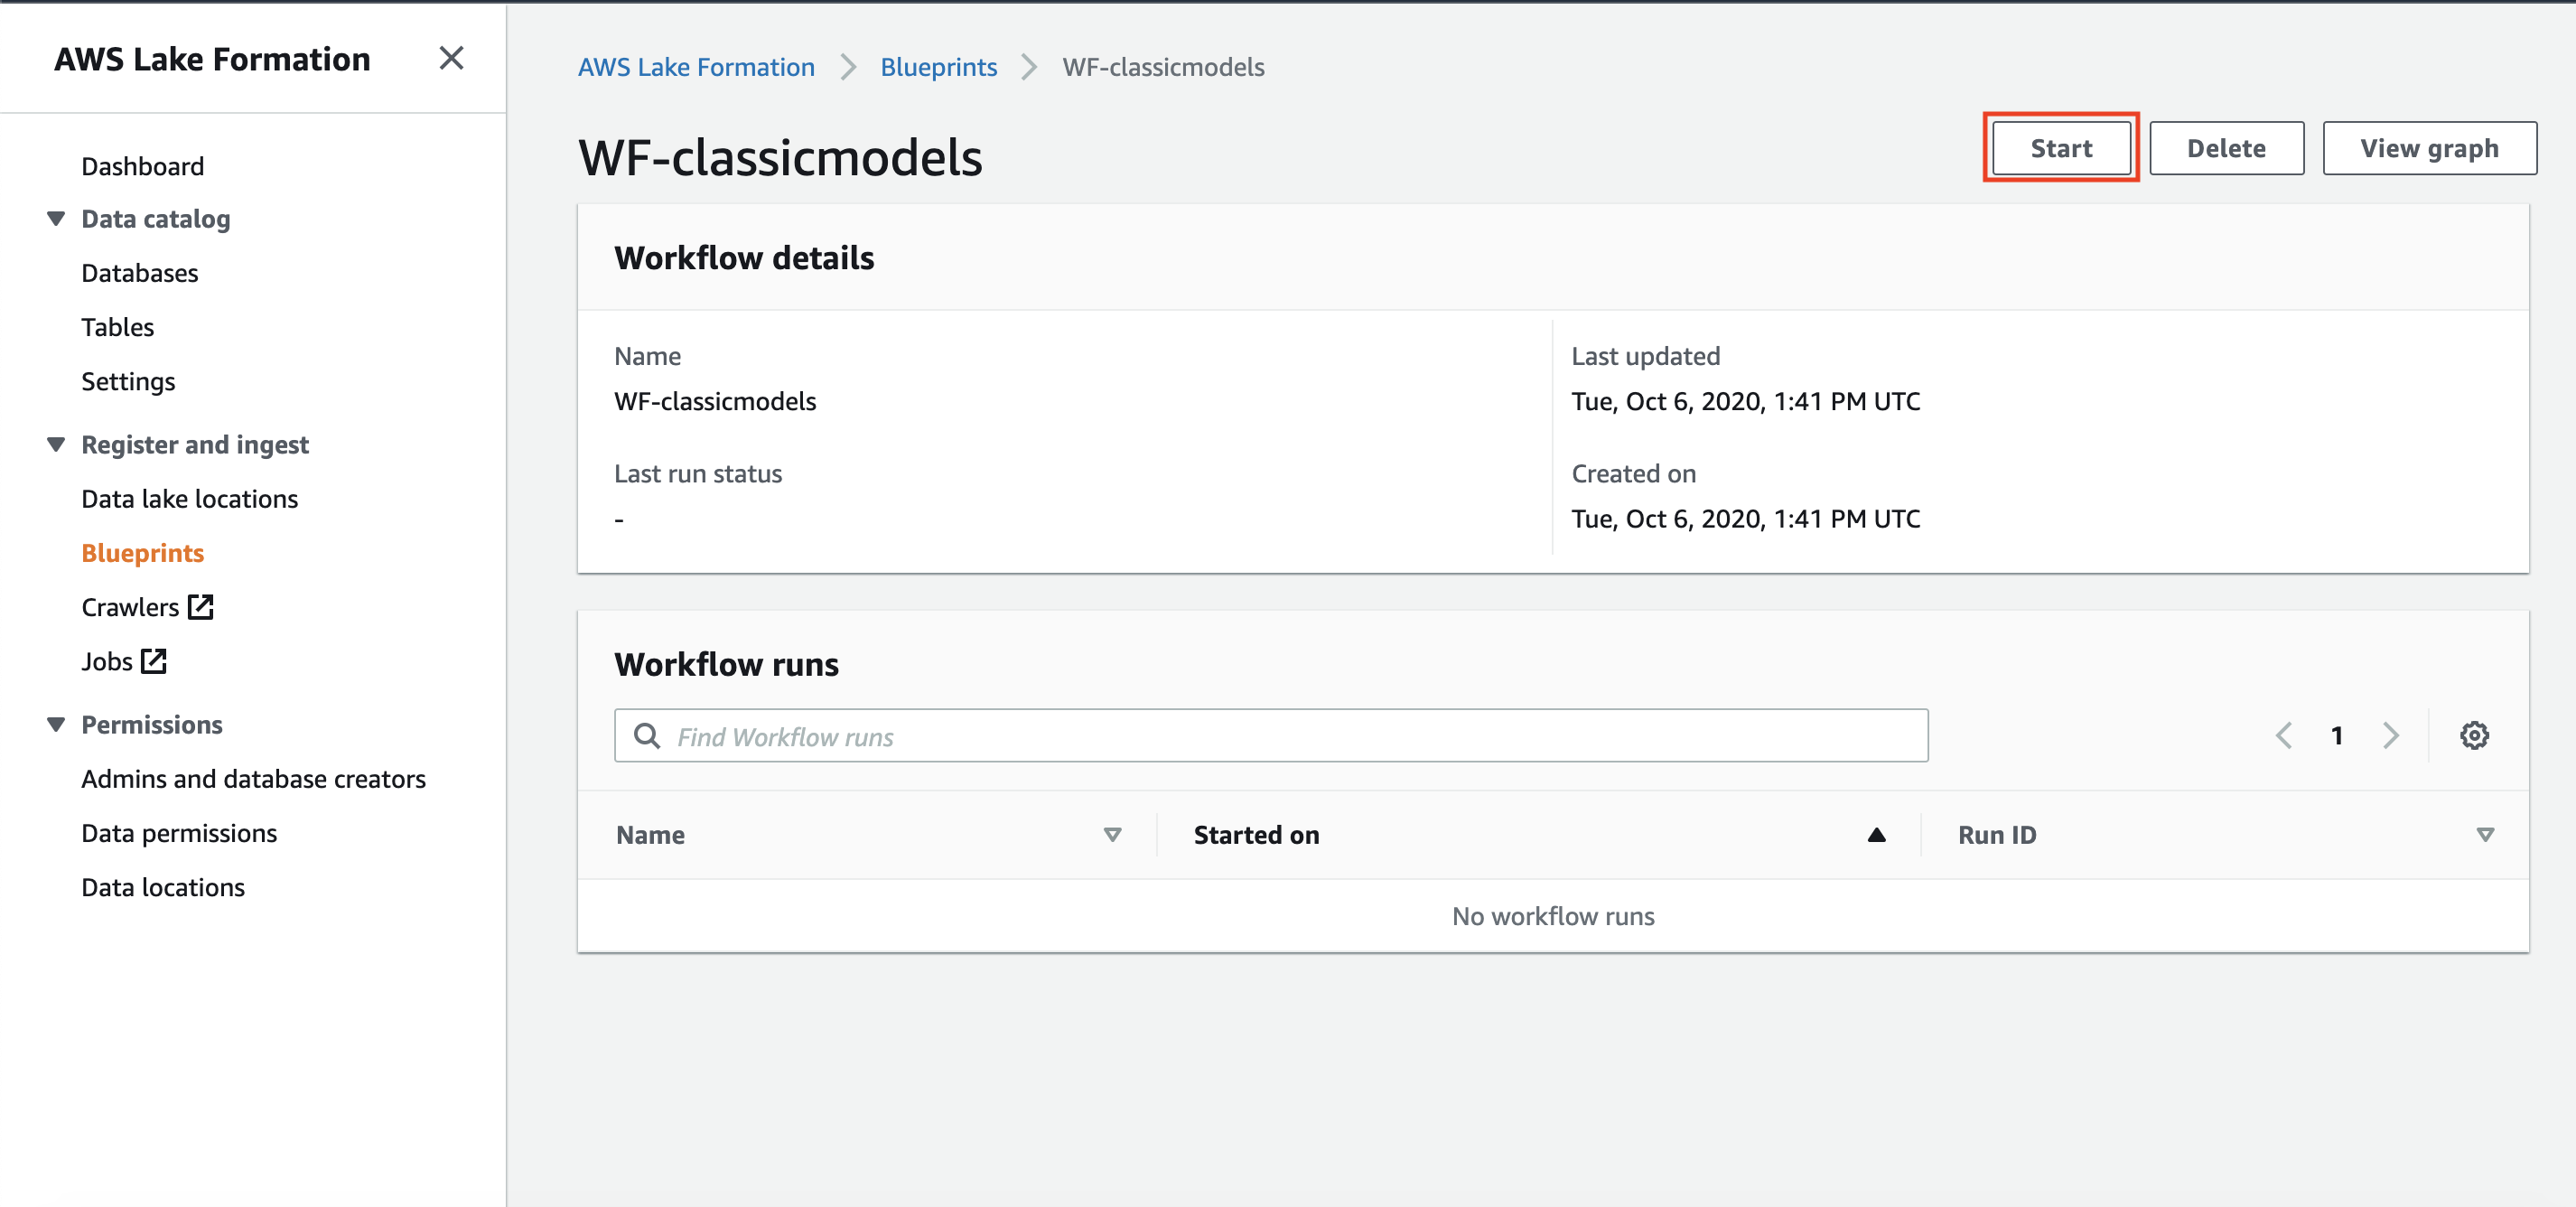 AWS Lake Formation
Dashboard
Data catalog
Databases
Tables
Settings
Register and ingest
Data lake locations
Blueprints
Crawlers
Jobs
Permissions
Admins and database creators
Data permissions
Data locations
AWS Lake Formation > Blueprints > WF-classicmodels
WF-classicmodels
Start Delete View graph
Workflow details
Name
WF-classicmodels
Last run status
-
Last updated
Tue, Oct 6, 2020, 1:41 PM UTC
Created on
Tue, Oct 6, 2020, 1:41 PM UTC
Workflow runs
Find Workflow runs
1
Name Started on Run ID
No workflow runs